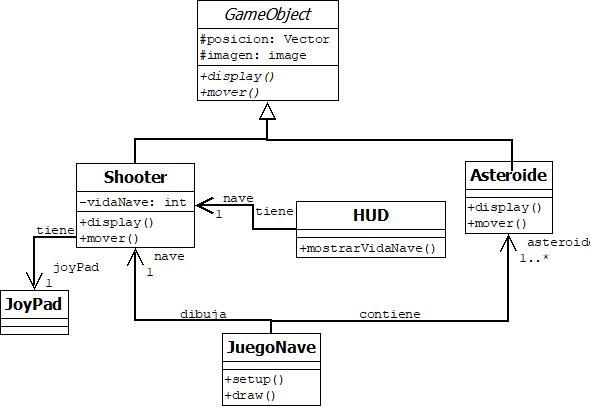 GameObject
#posicion: Vector
#imagen: image
+display()
+mover()
Shooter
-vidaNave: int
+display()
+mover()
Asteroide
+display()
+mover()
nave
1
tiene
HUD
+mostrarVidaNave()
tiene
joyPad
1
nave
1
asteroide
1..*
JoyPad
dibuja
contiene
JuegoNave
+setup()
+draw()